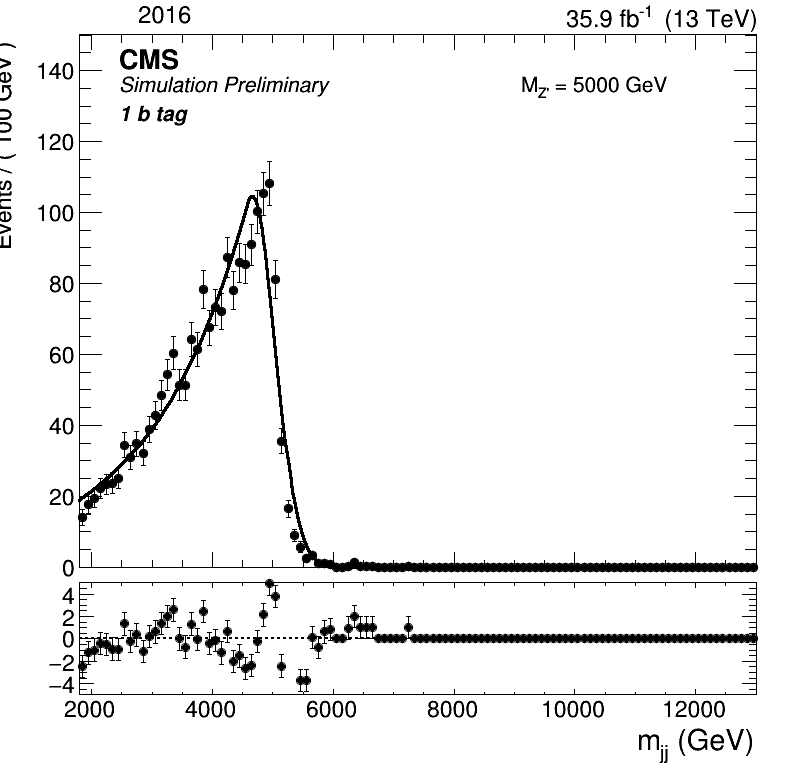 2016 35.9 fb⁻¹ (13 TeV)
CMS
Simulation Preliminary
M_Z' = 5000 GeV
1 b tag
Events / ( 100 GeV )
140
120
100
80
60
40
20
0
4
2
0
−2
−4
2000 4000 6000 8000 10000 12000
m_jj (GeV)